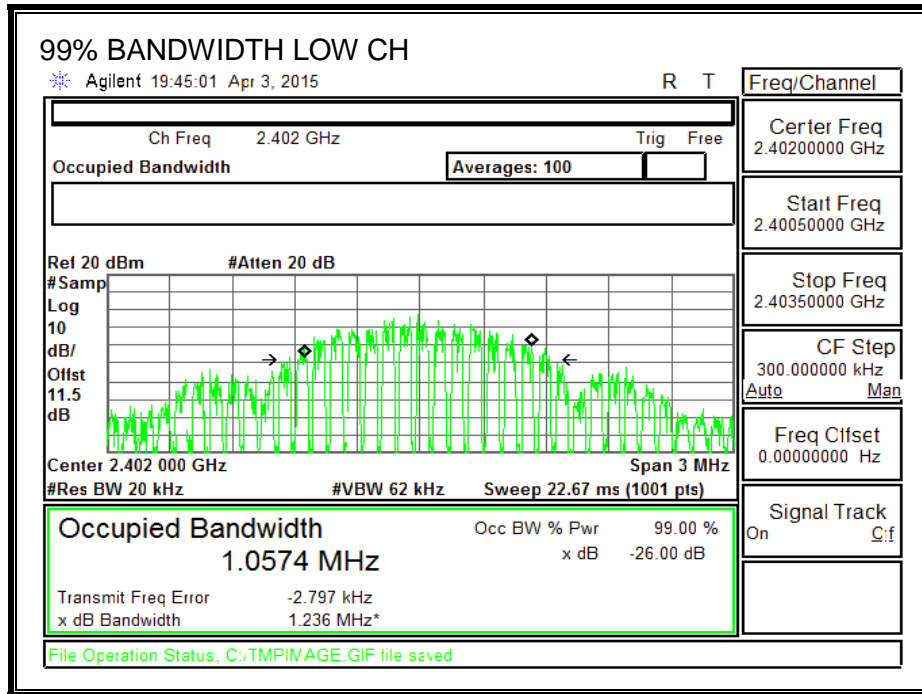 99% BANDWIDTH LOW CH
Agilent 19:45:01 Apr 3, 2015 R T
Freq/Channel
Ch Freq 2.402 GHz Trig Free
Occupied Bandwidth Averages: 100
Center Freq
2.40200000 GHz
Start Freq
2.40050000 GHz
Stop Freq
2.40350000 GHz
CF Step
300.000000 kHz
Auto Man
Freq Offset
0.00000000 Hz
Signal Track
On Off
Ref 20 dBm #Atten 20 dB
#Samp
Log
10
dB/
Offst
11.5
dB
Center 2.402 000 GHz Span 3 MHz
#Res BW 20 kHz #VBW 62 kHz Sweep 22.67 ms (1001 pts)
Occupied Bandwidth Occ BW % Pwr 99.00 %
1.0574 MHz x dB -26.00 dB
Transmit Freq Error -2.797 kHz
x dB Bandwidth 1.236 MHz*
File Operation Status, C:/TMPIMAGE.GIF file saved